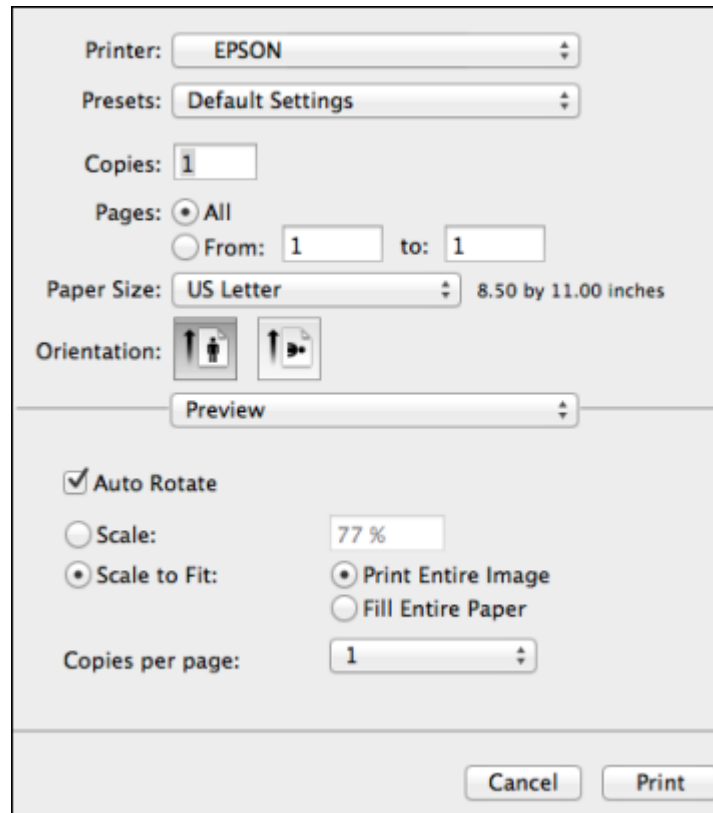 Printer: EPSON
Presets: Default Settings
Copies: 1
Pages: All
From: 1 to: 1
Paper Size: US Letter 8.50 by 11.00 inches
Orientation:
Preview
Auto Rotate
Scale: 77 %
Scale to Fit: Print Entire Image
Fill Entire Paper
Copies per page: 1
Cancel Print